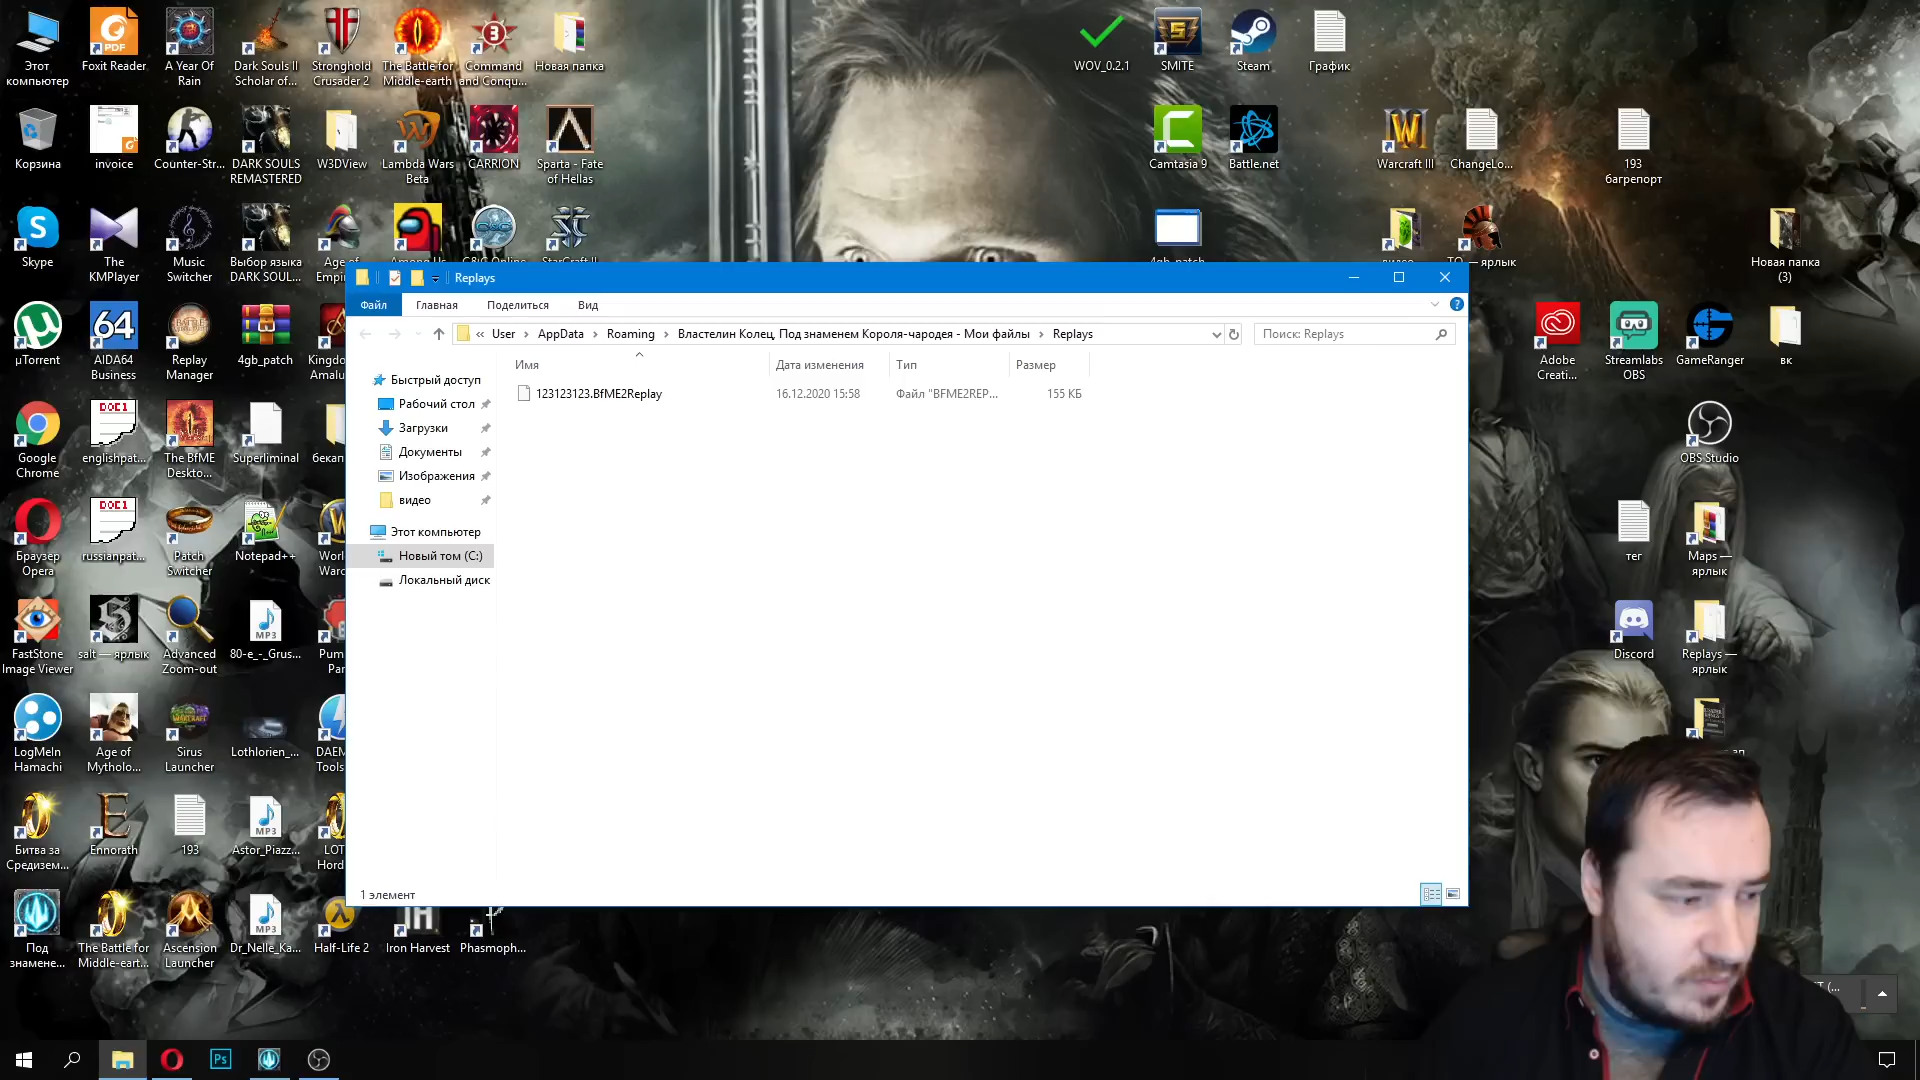 Этот
компьютер
Foxit Reader
A Year Of
Rain
Dark Souls II
Scholar of...
Stronghold
Crusader 2
The Battle for
Middle-earth
Command
and Conqu...
Новая папка
WOV_0.2.1
SMITE
Steam
График
Корзина
invoice
Counter-Str...
DARK SOULS
REMASTERED
W3DView
Lambda Wars
Beta
CARRION
Sparta - Fate
of Hellas
Camtasia 9
Battle.net
Warcraft III
ChangeLo...
193
багрепорт
Skype
The
KMPlayer
Music
Switcher
Выбор языка
DARK SOUL...
Новая папка
(3)
Replays
Файл
Главная
Поделиться
Вид
« User › AppData › Roaming › Властелин Колец, Под знаменем Короля-чародея - Мои файлы › Replays
Поиск: Replays
Имя
Дата изменения
Тип
Размер
123123123.BfME2Replay
16.12.2020 15:58
Файл "BFME2REP...
155 КБ
Быстрый доступ
Рабочий стол
Загрузки
Документы
Изображения
видео
Этот компьютер
Новый том (C:)
Локальный диск
1 элемент
µTorrent
64
AIDA64
Business
Replay
Manager
4gb_patch
Adobe
Creati...
Streamlabs
OBS
GameRanger
вк
Google
Chrome
englishpat...
The BfME
Deskto...
Superliminal
OBS Studio
Браузер
Opera
russianpat...
Patch
Switcher
Notepad++
тег
Maps —
ярлык
FastStone
Image Viewer
salt — ярлык
Advanced
Zoom-out
MP3
80-e_-_Grus...
Discord
Replays —
ярлык
LogMeIn
Hamachi
Age of
Mytholo...
Sirus
Launcher
Lothlorien_...
Битва за
Средизем...
Ennorath
193
MP3
Astor_Piazz...
Под
знамене...
The Battle for
Middle-eart...
Ascension
Launcher
MP3
Dr_Nelle_Ka...
Half-Life 2
Iron Harvest
Phasmoph...
Ps